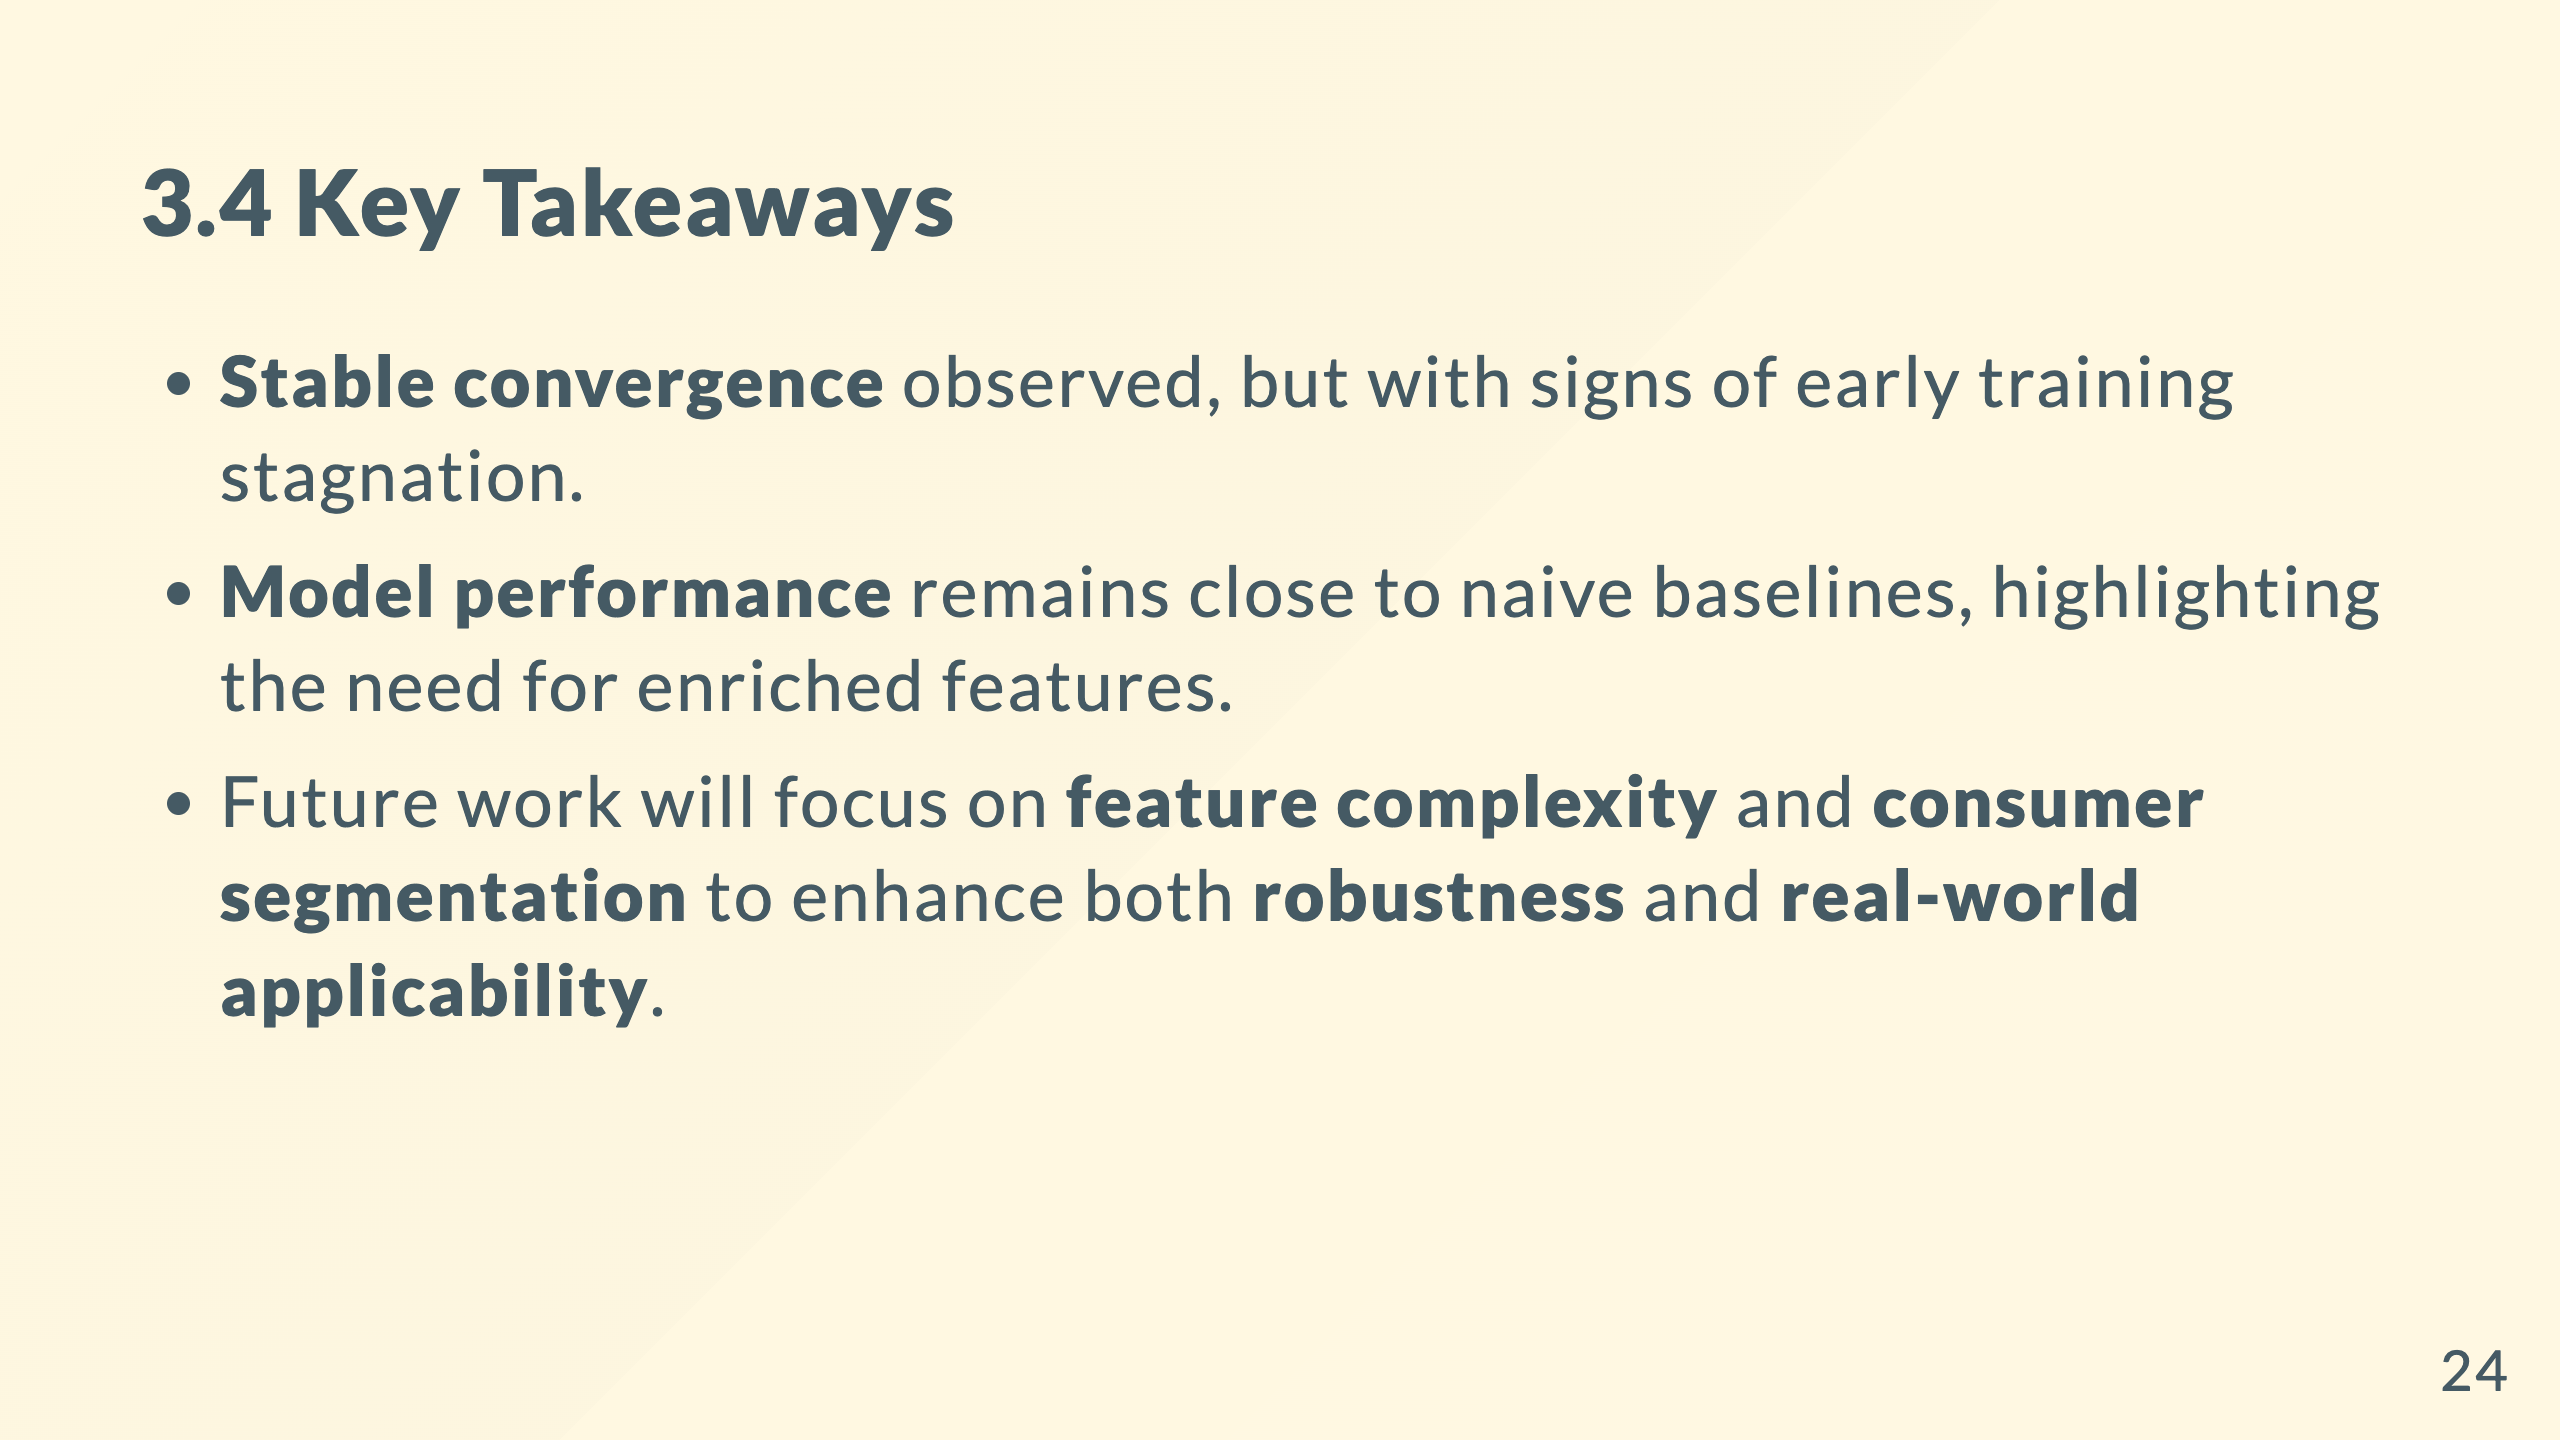 3.4 Key Takeaways
• Stable convergence observed, but with signs of early training
stagnation.
• Model performance remains close to naive baselines, highlighting
the need for enriched features.
• Future work will focus on feature complexity and consumer
segmentation to enhance both robustness and real-world
applicability.
24